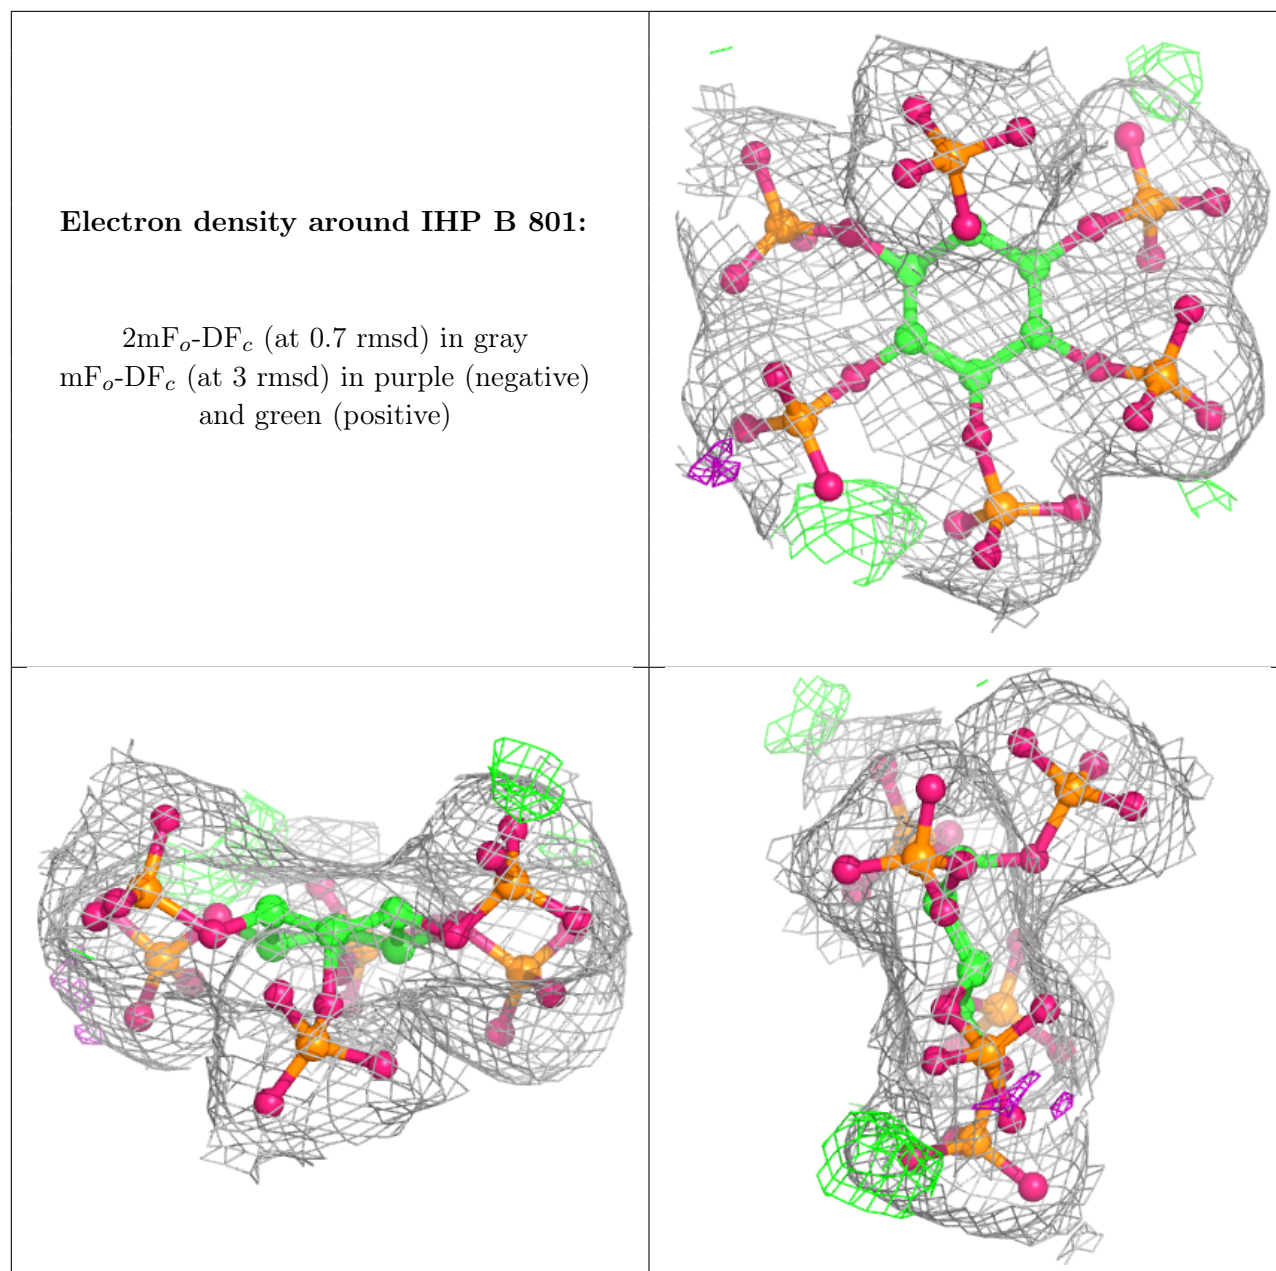 Electron density around IHP B 801:
2mFo-DFc (at 0.7 rmsd) in gray
mFo-DFc (at 3 rmsd) in purple (negative)
and green (positive)